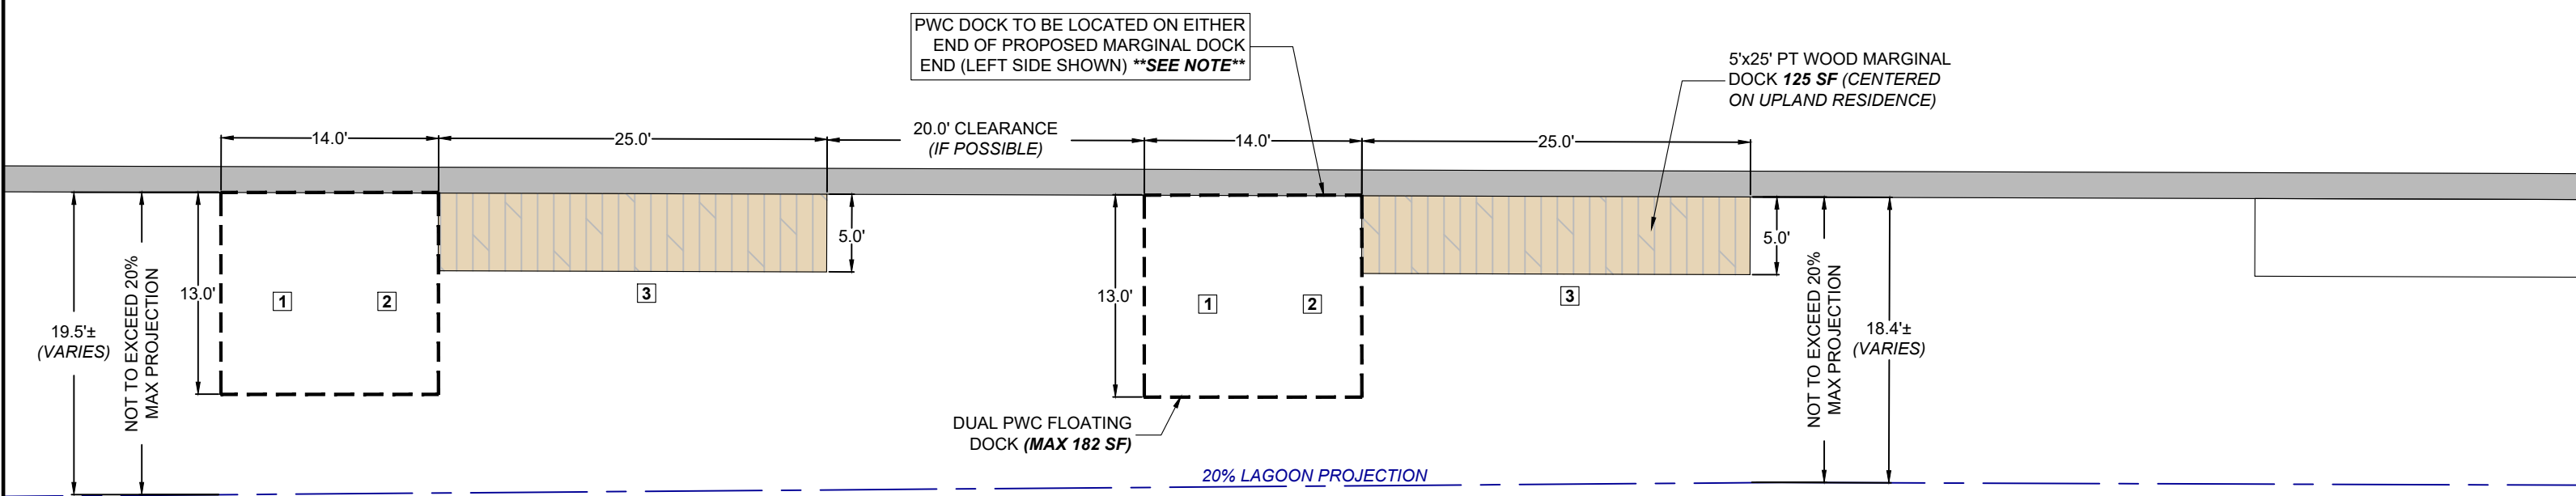 PWC DOCK TO BE LOCATED ON EITHER
END OF PROPOSED MARGINAL DOCK
END (LEFT SIDE SHOWN) **SEE NOTE**
5'x25' PT WOOD MARGINAL
DOCK 125 SF (CENTERED
ON UPLAND RESIDENCE)
14.0'
25.0'
20.0' CLEARANCE
(IF POSSIBLE)
14.0'
25.0'
19.5'±
(VARIES)
NOT TO EXCEED 20%
MAX PROJECTION
13.0'
1
2
3
5.0'
13.0'
1
2
3
5.0'
NOT TO EXCEED 20%
MAX PROJECTION
18.4'±
(VARIES)
DUAL PWC FLOATING
DOCK (MAX 182 SF)
20% LAGOON PROJECTION